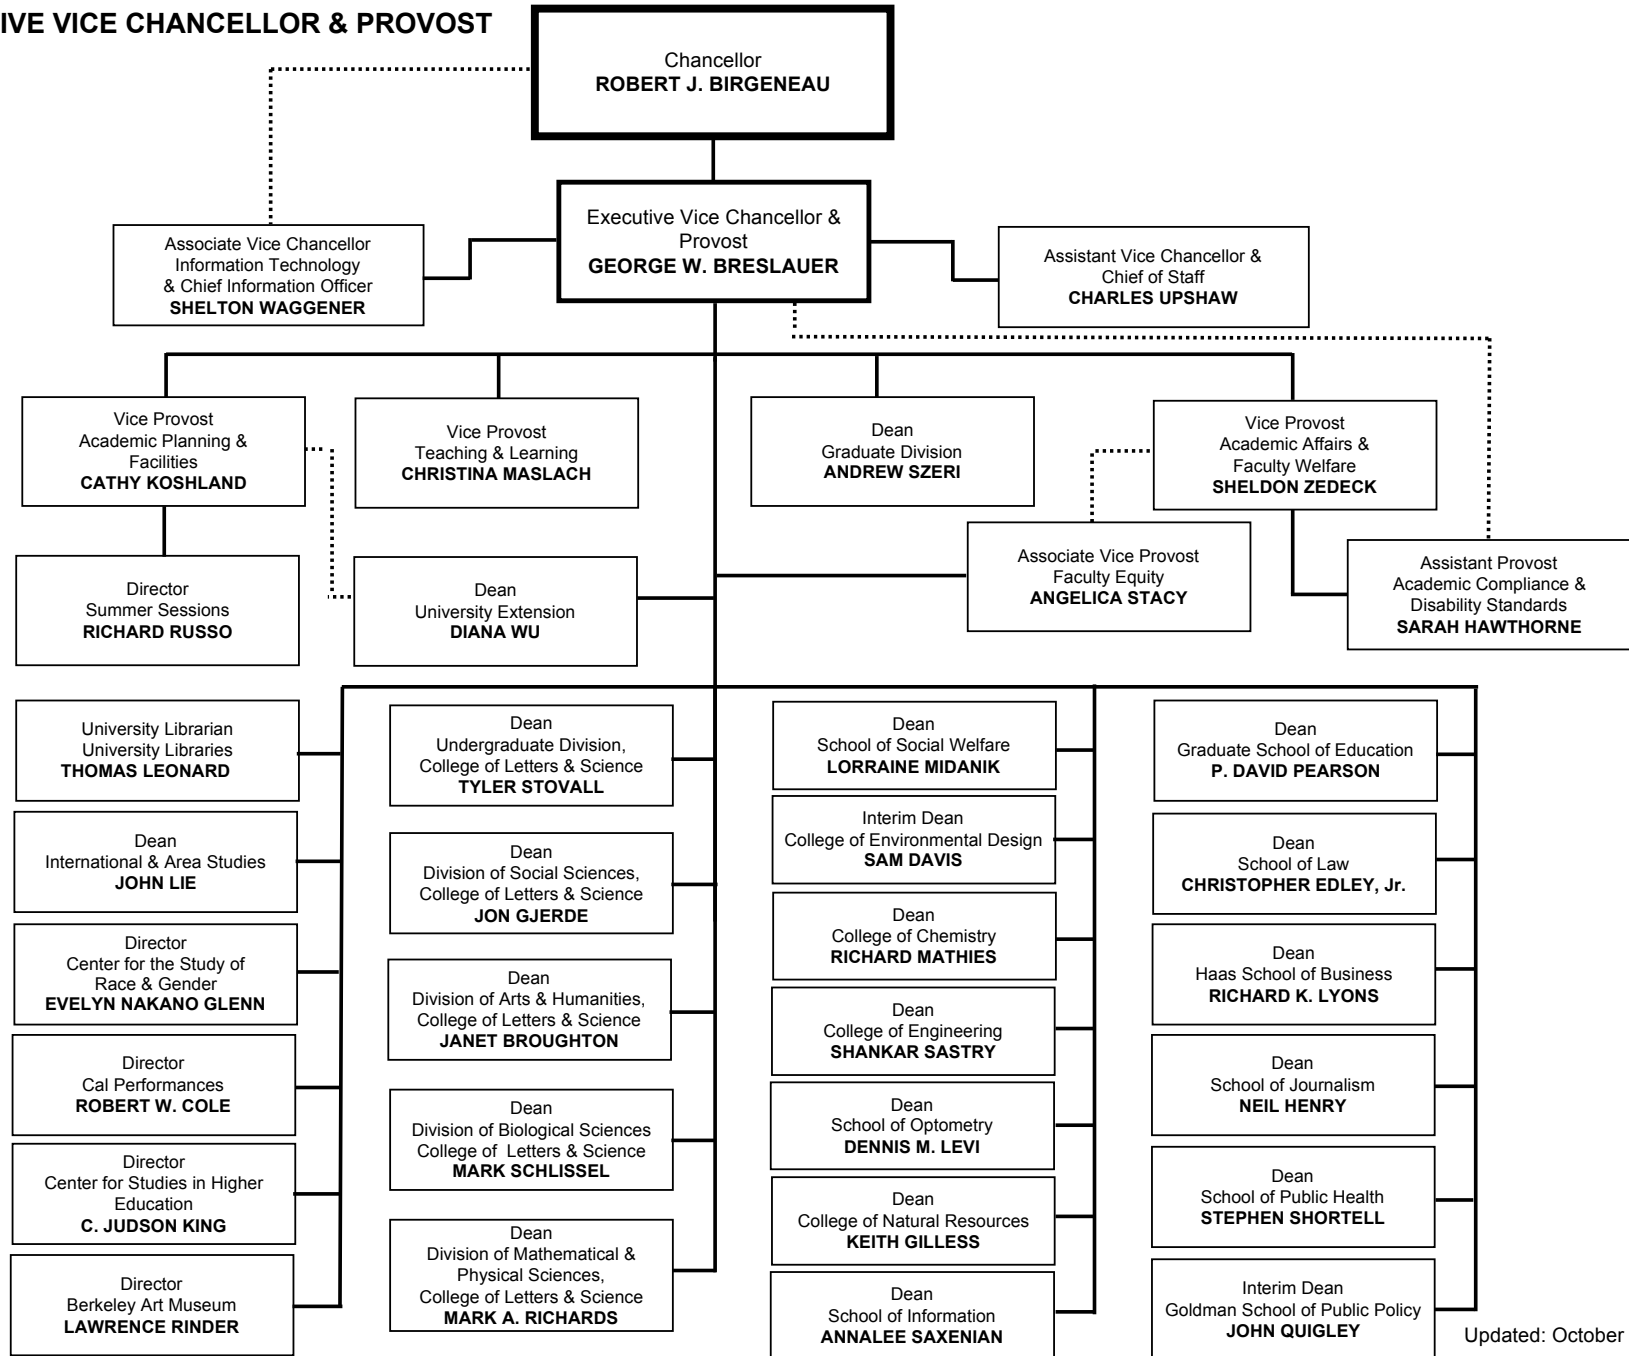 IVE VICE CHANCELLOR & PROVOST
Chancellor
ROBERT J. BIRGENEAU
Executive Vice Chancellor &
Provost
GEORGE W. BRESLAUER
Associate Vice Chancellor
Information Technology
& Chief Information Officer
SHELTON WAGGENER
Assistant Vice Chancellor &
Chief of Staff
CHARLES UPSHAW
Vice Provost
Academic Planning &
Facilities
CATHY KOSHLAND
Vice Provost
Teaching & Learning
CHRISTINA MASLACH
Dean
Graduate Division
ANDREW SZERI
Vice Provost
Academic Affairs &
Faculty Welfare
SHELDON ZEDECK
Director
Summer Sessions
RICHARD RUSSO
Dean
University Extension
DIANA WU
Associate Vice Provost
Faculty Equity
ANGELICA STACY
Assistant Provost
Academic Compliance &
Disability Standards
SARAH HAWTHORNE
University Librarian
University Libraries
THOMAS LEONARD
Dean
International & Area Studies
JOHN LIE
Director
Center for the Study of
Race & Gender
EVELYN NAKANO GLENN
Director
Cal Performances
ROBERT W. COLE
Director
Center for Studies in Higher
Education
C. JUDSON KING
Director
Berkeley Art Museum
LAWRENCE RINDER
Dean
Undergraduate Division,
College of Letters & Science
TYLER STOVALL
Dean
Division of Social Sciences,
College of Letters & Science
JON GJERDE
Dean
Division of Arts & Humanities,
College of Letters & Science
JANET BROUGHTON
Dean
Division of Biological Sciences
College of Letters & Science
MARK SCHLISSEL
Dean
Division of Mathematical &
Physical Sciences,
College of Letters & Science
MARK A. RICHARDS
Dean
School of Social Welfare
LORRAINE MIDANIK
Interim Dean
College of Environmental Design
SAM DAVIS
Dean
College of Chemistry
RICHARD MATHIES
Dean
College of Engineering
SHANKAR SASTRY
Dean
School of Optometry
DENNIS M. LEVI
Dean
College of Natural Resources
KEITH GILLESS
Dean
School of Information
ANNALEE SAXENIAN
Dean
Graduate School of Education
P. DAVID PEARSON
Dean
School of Law
CHRISTOPHER EDLEY, Jr.
Dean
Haas School of Business
RICHARD K. LYONS
Dean
School of Journalism
NEIL HENRY
Dean
School of Public Health
STEPHEN SHORTELL
Interim Dean
Goldman School of Public Policy
JOHN QUIGLEY
Updated: October